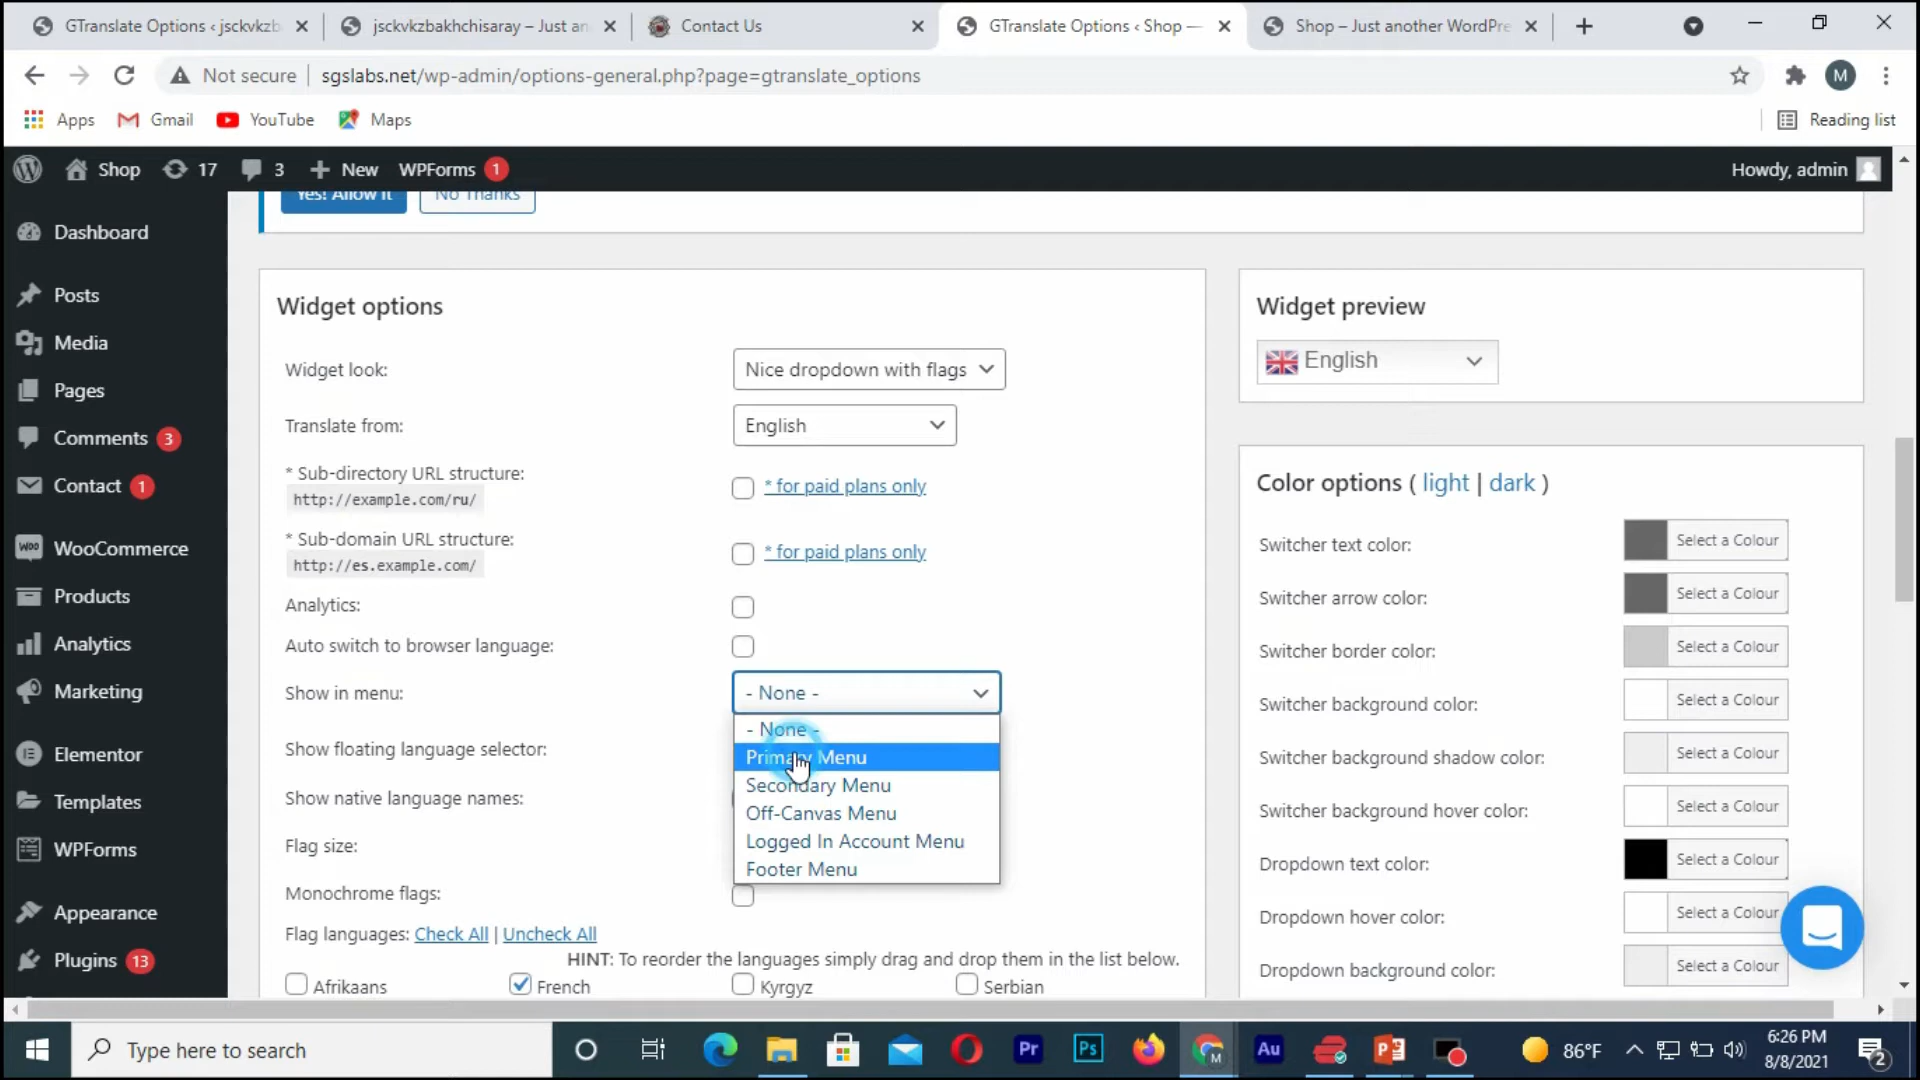 GTranslate Options ‹ jsckvkzb
jsckvkzbakhchisaray – Just an
Contact Us
GTranslate Options ‹ Shop —
Shop – Just another WordPre
Not secure
sgslabs.net/wp-admin/options-general.php?page=gtranslate_options
M
Apps
Gmail
YouTube
Maps
Reading list
Shop
17
3
New
WPForms 1
Howdy, admin
Yes! Allow It
No Thanks
Dashboard
Posts
Media
Pages
Comments 3
Contact 1
WooCommerce
Products
Analytics
Marketing
Elementor
Templates
WPForms
Appearance
Plugins 13
Widget options
Widget look:
Nice dropdown with flags
Translate from:
English
* Sub-directory URL structure:
http://example.com/ru/
* for paid plans only
* Sub-domain URL structure:
http://es.example.com/
* for paid plans only
Analytics:
Auto switch to browser language:
Show in menu:
- None -
- None -
Primary Menu
Secondary Menu
Off-Canvas Menu
Logged In Account Menu
Footer Menu
Show floating language selector:
Show native language names:
Flag size:
Monochrome flags:
Flag languages: Check All | Uncheck All
HINT: To reorder the languages simply drag and drop them in the list below.
Afrikaans
French
Kyrgyz
Serbian
Widget preview
English
Color options ( light | dark )
Switcher text color:
Select a Colour
Switcher arrow color:
Select a Colour
Switcher border color:
Select a Colour
Switcher background color:
Select a Colour
Switcher background shadow color:
Select a Colour
Switcher background hover color:
Select a Colour
Dropdown text color:
Select a Colour
Dropdown hover color:
Select a Colour
Dropdown background color:
Select a Colour
Type here to search
Pr
Ps
M
Au
86°F
6:26 PM
8/8/2021
2